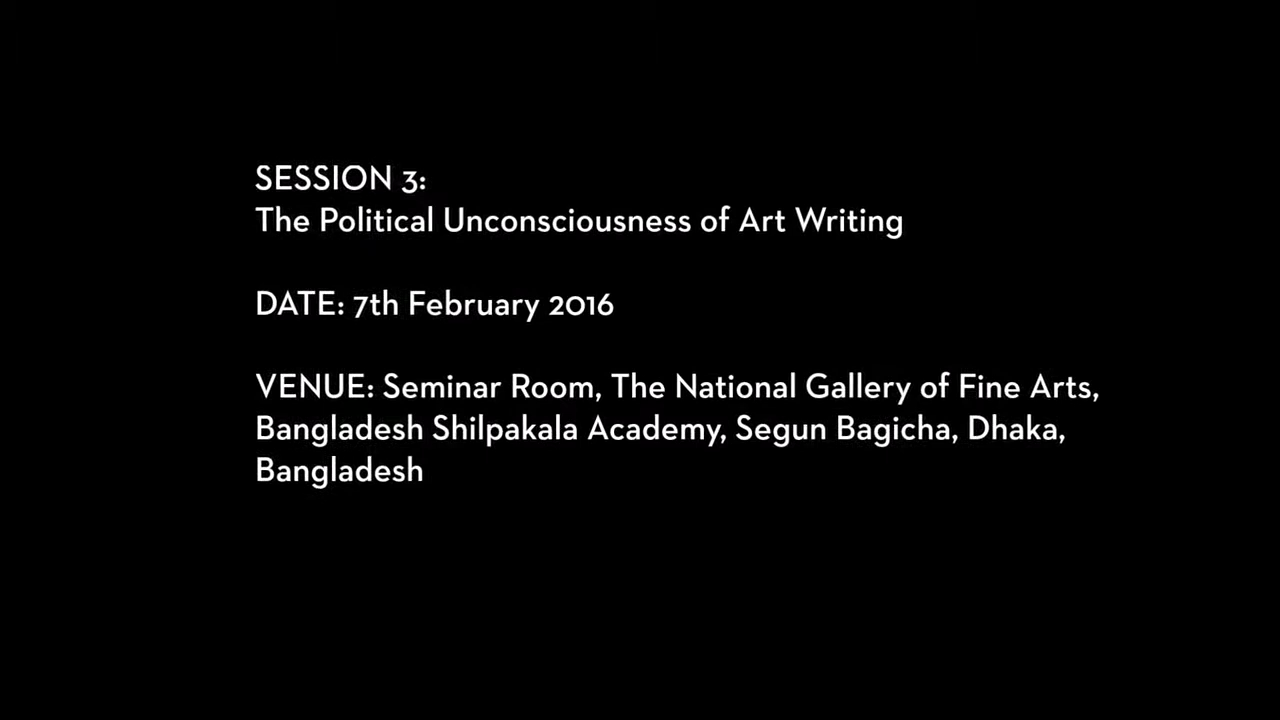 SESSION 3:
The Political Unconsciousness of Art Writing
DATE: 7th February 2016
VENUE: Seminar Room, The National Gallery of Fine Arts,
Bangladesh Shilpakala Academy, Segun Bagicha, Dhaka,
Bangladesh